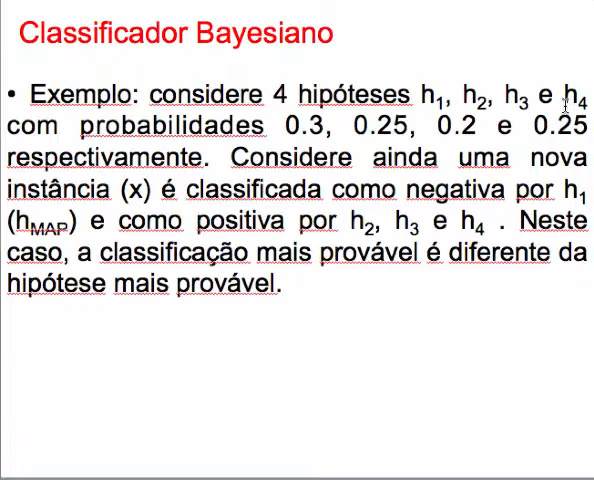 Classificador Bayesiano
• Exemplo: considere 4 hipóteses h1, h2, h3 e h4
com probabilidades 0.3, 0.25, 0.2 e 0.25
respectivamente. Considere ainda uma nova
instância (x) é classificada como negativa por h1
(hMAP) e como positiva por h2, h3 e h4 . Neste
caso, a classificação mais provável é diferente da
hipótese mais provável.